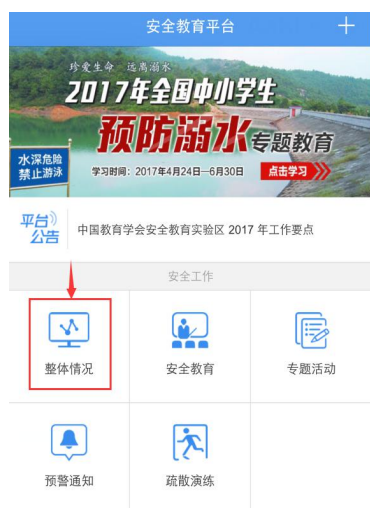 安全教育平台
珍爱生命 远离溺水
2017年全国中小学生
预防溺水专题教育
水深危险
禁止游泳
学习时间：2017年4月24日—6月30日
点击学习
平台
公告
中国教育学会安全教育实验区 2017 年工作要点
安全工作
整体情况
安全教育
专题活动
预警通知
疏散演练